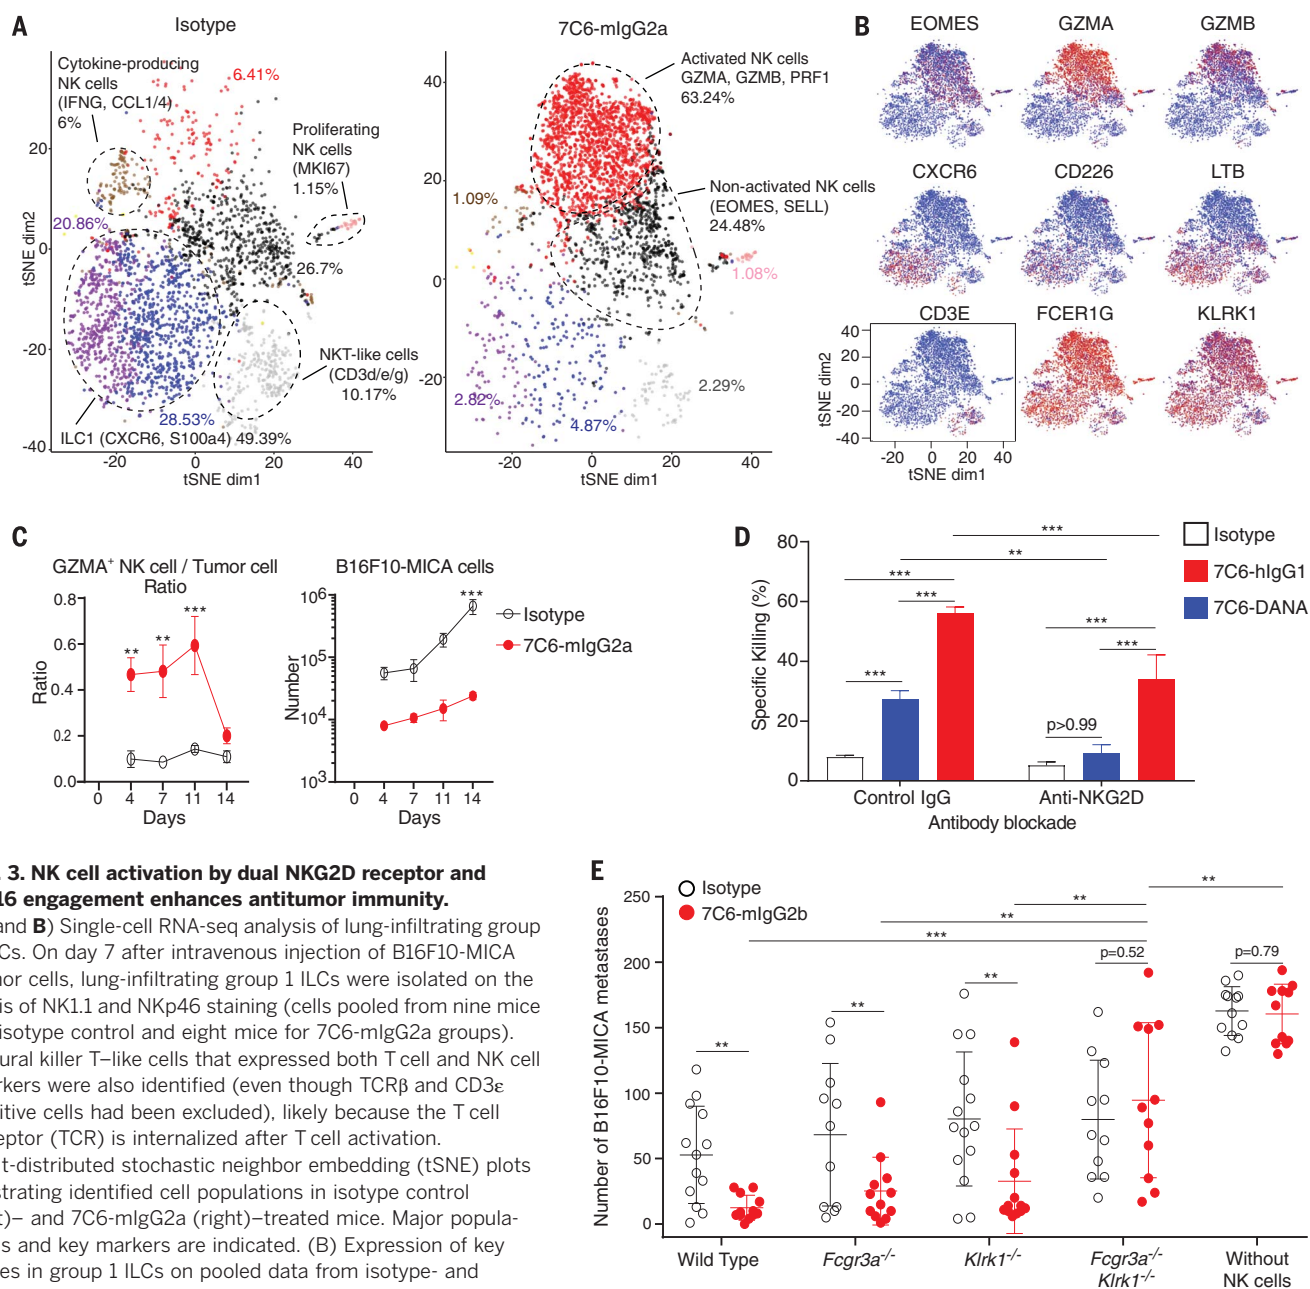 A
Isotype
Cytokine-producing
NK cells
(IFNG, CCL1/4)
6%
6.41%
Proliferating
NK cells
(MKI67)
1.15%
20.86%
26.7%
NKT-like cells
(CD3d/e/g)
10.17%
28.53%
ILC1 (CXCR6, S100a4) 49.39%
tSNE dim2
20
0
-20
-40
-20
0
20
40
tSNE dim1
7C6-mIgG2a
Activated NK cells
GZMA, GZMB, PRF1
63.24%
Non-activated NK cells
(EOMES, SELL)
24.48%
1.09%
1.08%
2.29%
2.82%
4.87%
40
20
0
-20
-20
0
20
40
tSNE dim1
B
EOMES
GZMA
GZMB
CXCR6
CD226
LTB
CD3E
FCER1G
KLRK1
tSNE dim2
40
20
0
-20
-40
-20
0
20
40
tSNE dim1
C
GZMA+ NK cell / Tumor cell
Ratio
Ratio
0.8
0.6
0.4
0.2
0.0
**
**
***
0
4
7
11
14
Days
B16F10-MICA cells
Number
10^6
10^5
10^4
10^3
***
0
4
7
11
14
Days
Isotype
7C6-mIgG2a
D
Specific Killing (%)
80
60
40
20
0
***
**
***
***
***
***
***
p>0.99
Control IgG
Anti-NKG2D
Antibody blockade
Isotype
7C6-hIgG1
7C6-DANA
. 3. NK cell activation by dual NKG2D receptor and
16 engagement enhances antitumor immunity.
and B) Single-cell RNA-seq analysis of lung-infiltrating group
Cs. On day 7 after intravenous injection of B16F10-MICA
or cells, lung-infiltrating group 1 ILCs were isolated on the
is of NK1.1 and NKp46 staining (cells pooled from nine mice
isotype control and eight mice for 7C6-mIgG2a groups).
ural killer T–like cells that expressed both T cell and NK cell
rkers were also identified (even though TCRβ and CD3ε
itive cells had been excluded), likely because the T cell
eptor (TCR) is internalized after T cell activation.
t-distributed stochastic neighbor embedding (tSNE) plots
strating identified cell populations in isotype control
t)– and 7C6-mIgG2a (right)–treated mice. Major popula-
s and key markers are indicated. (B) Expression of key
es in group 1 ILCs on pooled data from isotype- and
E
Isotype
7C6-mIgG2b
Number of B16F10-MICA metastases
250
200
150
100
50
0
**
**
**
***
p=0.52
p=0.79
**
**
**
Wild Type
Fcgr3a-/-
Klrk1-/-
Fcgr3a-/-
Klrk1-/-
Without
NK cells